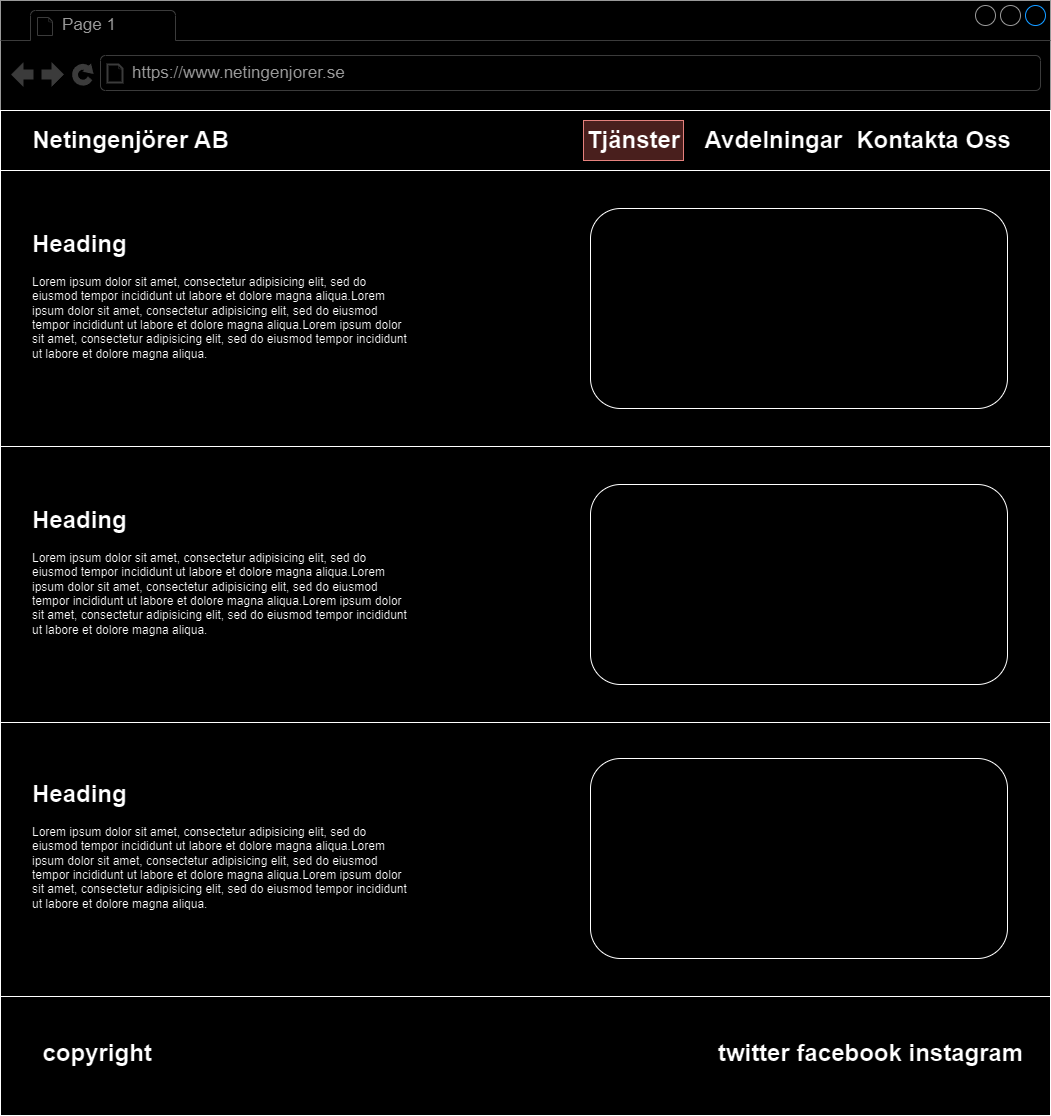 Page 1
https://www.netingenjorer.se
Netingenjörer AB
Tjänster Avdelningar Kontakta Oss
Heading
Lorem ipsum dolor sit amet, consectetur adipisicing elit, sed do
eiusmod tempor incididunt ut labore et dolore magna aliqua.Lorem
ipsum dolor sit amet, consectetur adipisicing elit, sed do eiusmod
tempor incididunt ut labore et dolore magna aliqua.Lorem ipsum dolor
sit amet, consectetur adipisicing elit, sed do eiusmod tempor incididunt
ut labore et dolore magna aliqua.
Heading
Lorem ipsum dolor sit amet, consectetur adipisicing elit, sed do
eiusmod tempor incididunt ut labore et dolore magna aliqua.Lorem
ipsum dolor sit amet, consectetur adipisicing elit, sed do eiusmod
tempor incididunt ut labore et dolore magna aliqua.Lorem ipsum dolor
sit amet, consectetur adipisicing elit, sed do eiusmod tempor incididunt
ut labore et dolore magna aliqua.
Heading
Lorem ipsum dolor sit amet, consectetur adipisicing elit, sed do
eiusmod tempor incididunt ut labore et dolore magna aliqua.Lorem
ipsum dolor sit amet, consectetur adipisicing elit, sed do eiusmod
tempor incididunt ut labore et dolore magna aliqua.Lorem ipsum dolor
sit amet, consectetur adipisicing elit, sed do eiusmod tempor incididunt
ut labore et dolore magna aliqua.
copyright
twitter facebook instagram